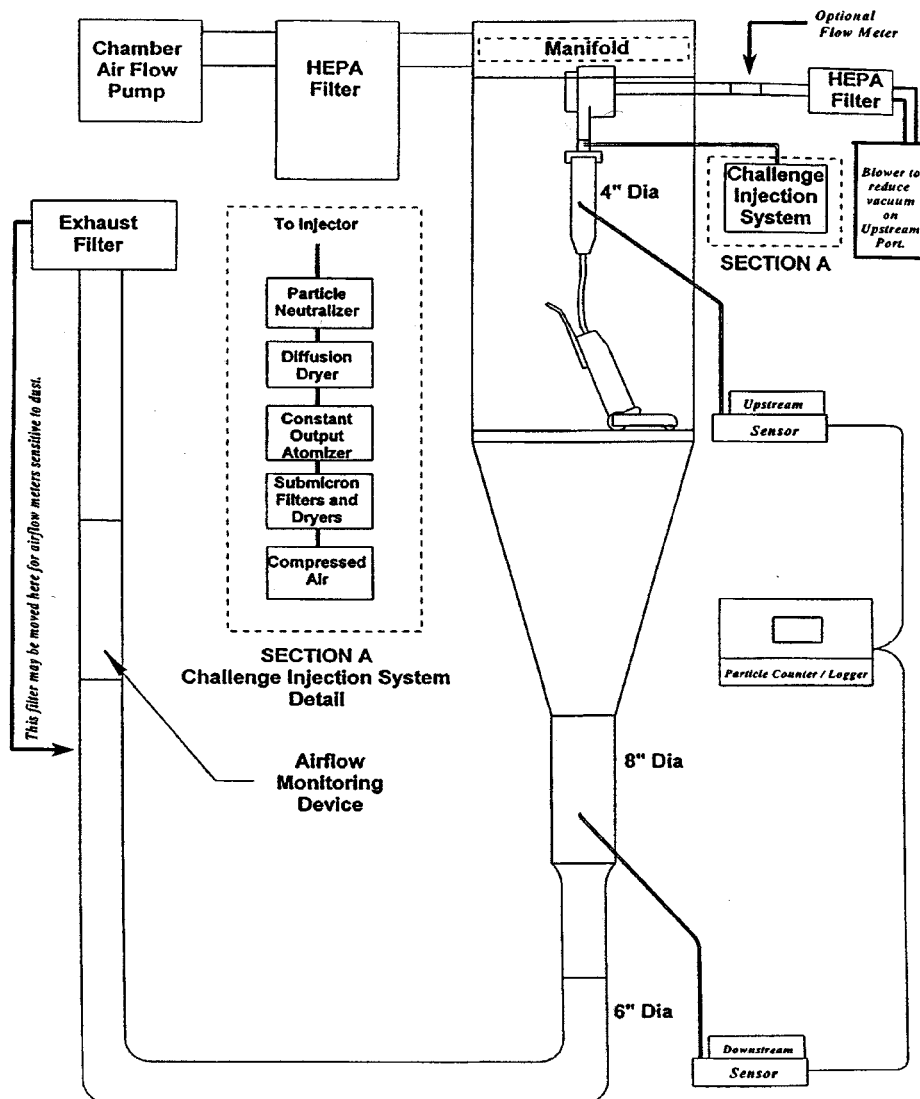 Optional
Flow Meter
Chamber
Air Flow
Pump
HEPA
Filter
Manifold
HEPA
Filter
Blower to
reduce
vacuum
on
Upstream
Port.
Challenge
Injection
System
SECTION A
4" Dia
Exhaust
Filter
To Injector
Particle
Neutralizer
Diffusion
Dryer
Constant
Output
Atomizer
Submicron
Filters and
Dryers
Compressed
Air
SECTION A
Challenge Injection System
Detail
This filter may be moved here for airflow meters sensitive to dust.
Upstream
Sensor
Particle Counter / Logger
Airflow
Monitoring
Device
8" Dia
6" Dia
Downstream
Sensor